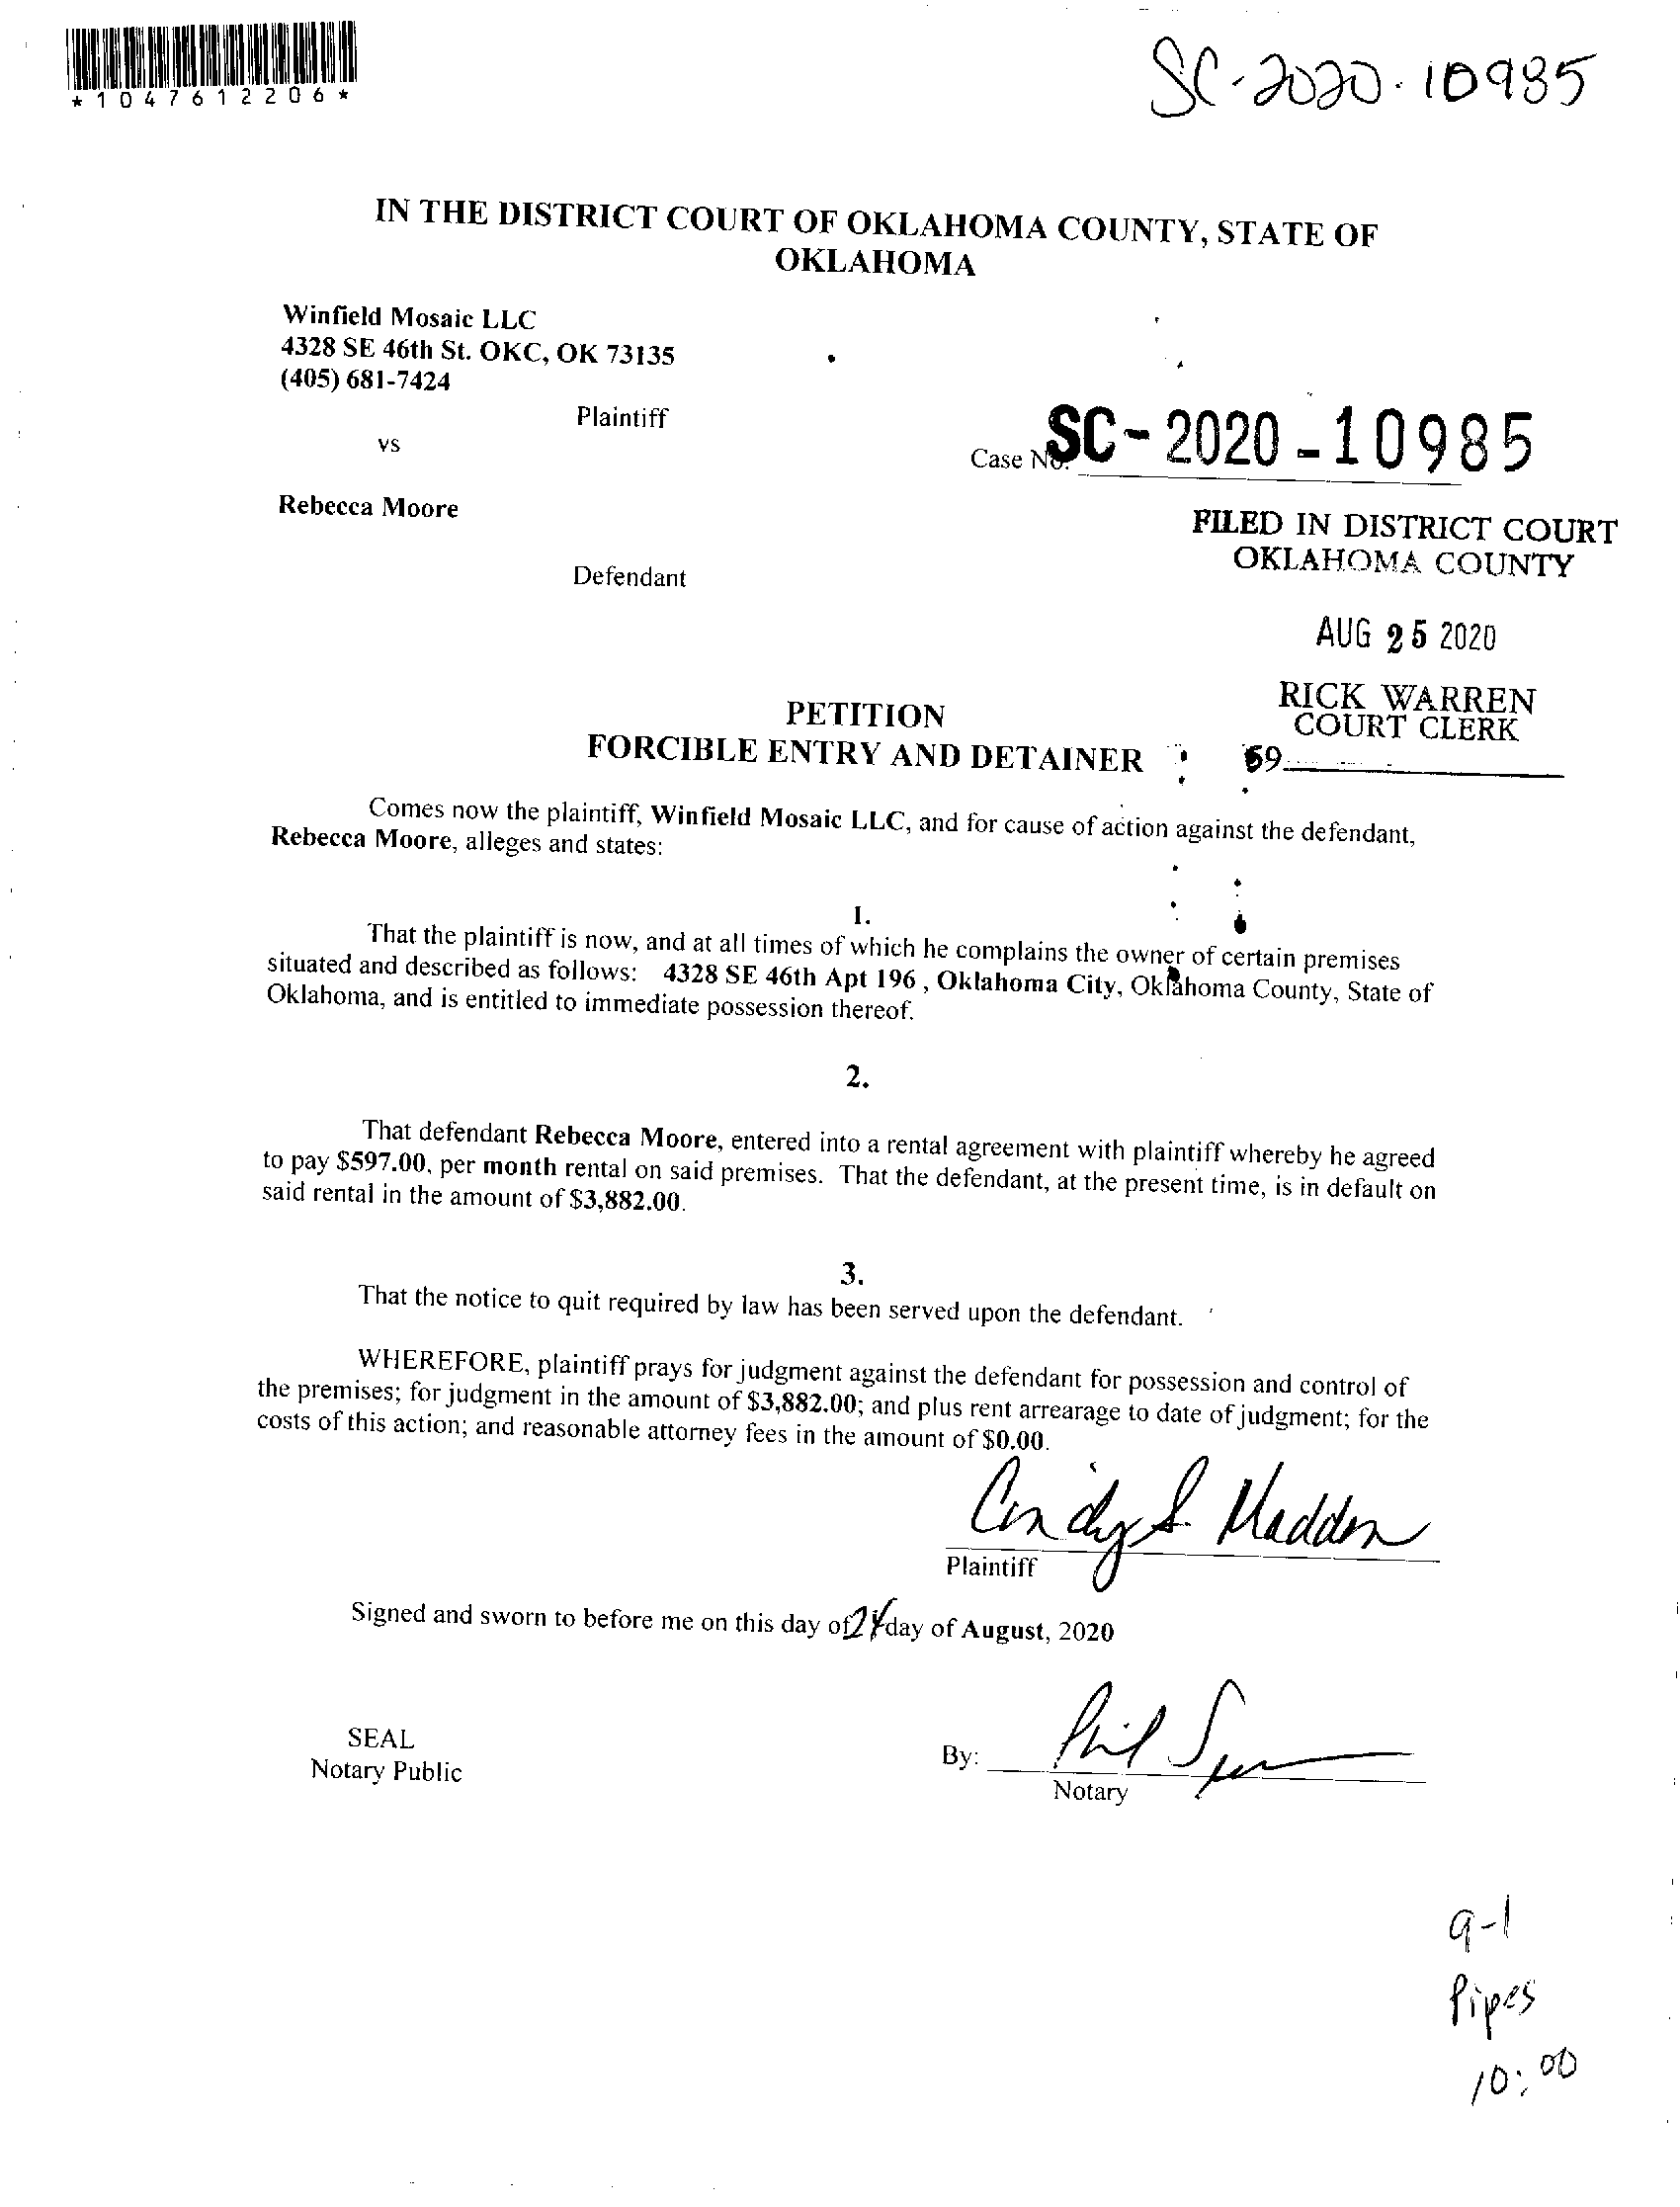 *1047612206*
SC-2020-10985
IN THE DISTRICT COURT OF OKLAHOMA COUNTY, STATE OF
OKLAHOMA
Winfield Mosaic LLC
4328 SE 46th St. OKC, OK 73135
(405) 681-7424
Plaintiff
vs
Case No. SC-2020-10985
Rebecca Moore
FILED IN DISTRICT COURT
OKLAHOMA COUNTY
Defendant
AUG 25 2020
RICK WARREN
COURT CLERK
PETITION
FORCIBLE ENTRY AND DETAINER
59
Comes now the plaintiff, Winfield Mosaic LLC, and for cause of action against the defendant,
Rebecca Moore, alleges and states:
1.
That the plaintiff is now, and at all times of which he complains the owner of certain premises
situated and described as follows: 4328 SE 46th Apt 196 , Oklahoma City, Oklahoma County, State of
Oklahoma, and is entitled to immediate possession thereof.
2.
That defendant Rebecca Moore, entered into a rental agreement with plaintiff whereby he agreed
to pay $597.00, per month rental on said premises. That the defendant, at the present time, is in default on
said rental in the amount of $3,882.00.
3.
That the notice to quit required by law has been served upon the defendant.
WHEREFORE, plaintiff prays for judgment against the defendant for possession and control of
the premises; for judgment in the amount of $3,882.00; and plus rent arrearage to date of judgment; for the
costs of this action; and reasonable attorney fees in the amount of $0.00.
Cindy S. Madden
Plaintiff
Signed and sworn to before me on this day of 24 day of August, 2020
SEAL
Notary Public
By: Phil
Notary
9-1
Pipes
10:00